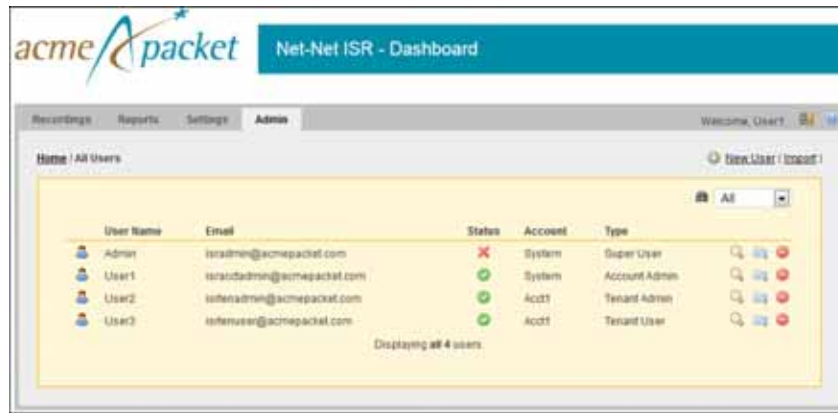 acme packet
Net-Net ISR - Dashboard
Recordings Reports Settings Admin Welcome, User1
Home / All Users New User | Import |
All
User Name Email Status Account Type
Admin isradmin@acmepacket.com System Super User
User1 isracctadmin@acmepacket.com System Account Admin
User2 isrtenadmin@acmepacket.com Acct1 Tenant Admin
User3 isrtenuser@acmepacket.com Acct1 Tenant User
Displaying all 4 users